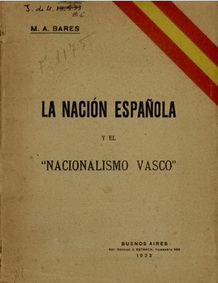 M. A. BARES
LA NACIÓN ESPAÑOLA
Y EL
"NACIONALISMO VASCO"
BUENOS AIRES
1922